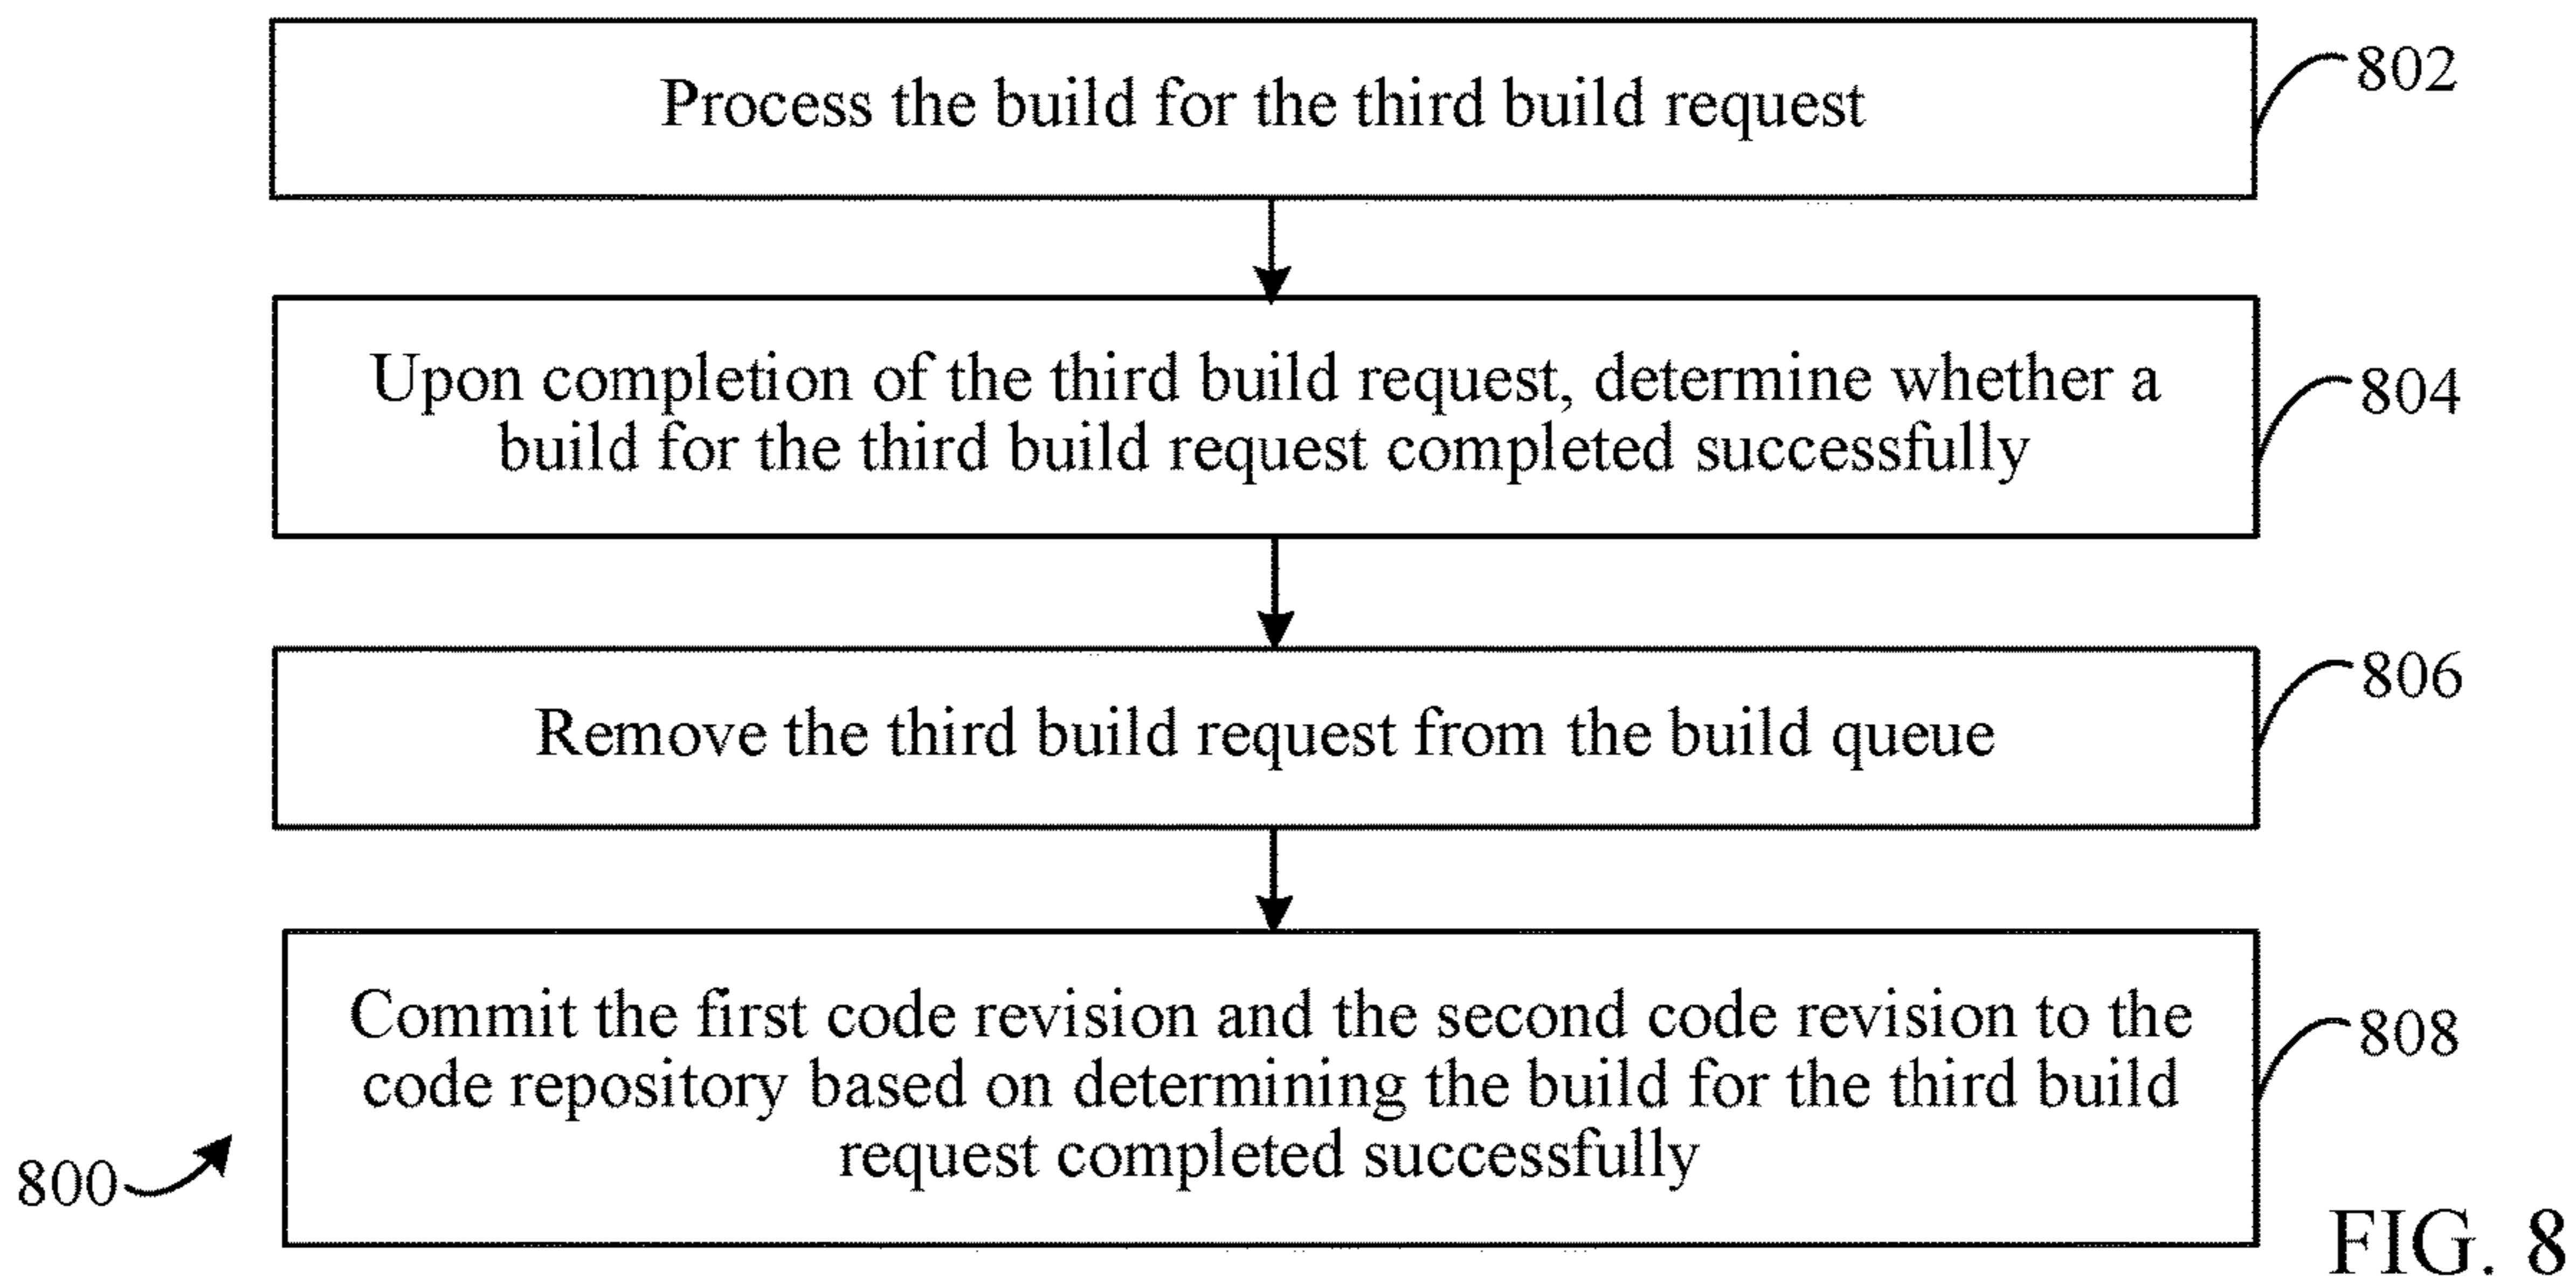 Process the build for the third build request
802
Upon completion of the third build request, determine whether a
build for the third build request completed successfully
804
Remove the third build request from the build queue
806
Commit the first code revision and the second code revision to the
code repository based on determining the build for the third build
request completed successfully
808
800
FIG. 8